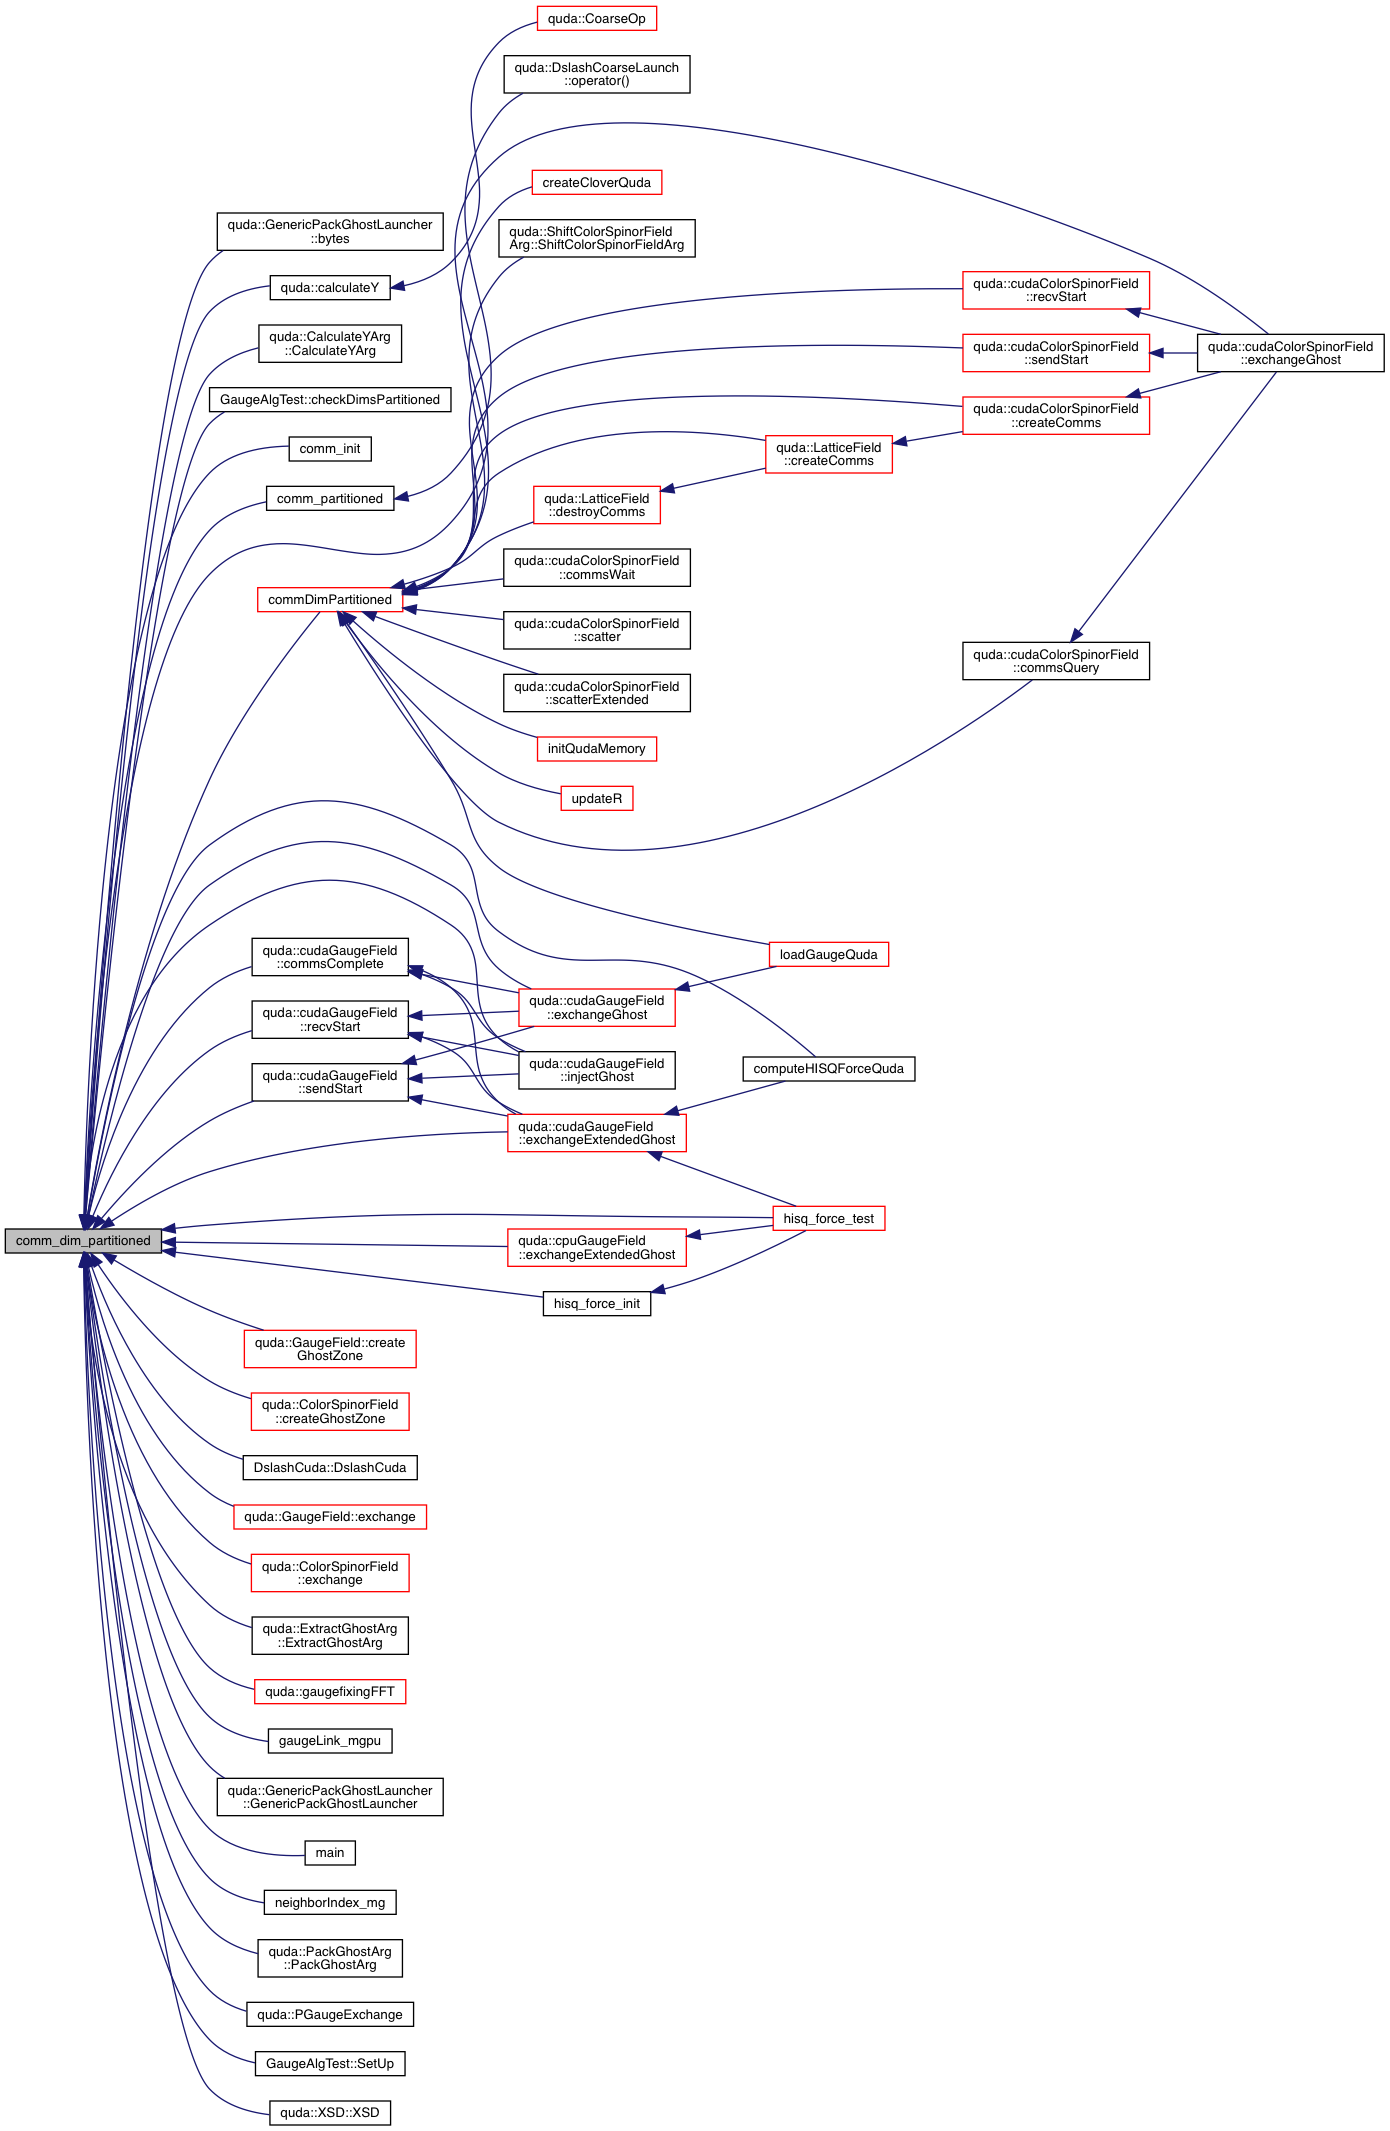 quda::CoarseOp
quda::DslashCoarseLaunch
::operator()
createCloverQuda
quda::ShiftColorSpinorField
Arg::ShiftColorSpinorFieldArg
quda::GenericPackGhostLauncher
::bytes
quda::calculateY
quda::CalculateYArg
::CalculateYArg
GaugeAlgTest::checkDimsPartitioned
comm_init
comm_partitioned
quda::cudaColorSpinorField
::recvStart
quda::cudaColorSpinorField
::sendStart
quda::cudaColorSpinorField
::exchangeGhost
quda::cudaColorSpinorField
::createComms
quda::LatticeField
::createComms
quda::LatticeField
::destroyComms
quda::cudaColorSpinorField
::commsWait
commDimPartitioned
quda::cudaColorSpinorField
::scatter
quda::cudaColorSpinorField
::scatterExtended
quda::cudaColorSpinorField
::commsQuery
initQudaMemory
updateR
loadGaugeQuda
quda::cudaGaugeField
::commsComplete
quda::cudaGaugeField
::recvStart
quda::cudaGaugeField
::sendStart
quda::cudaGaugeField
::exchangeGhost
quda::cudaGaugeField
::injectGhost
computeHISQForceQuda
quda::cudaGaugeField
::exchangeExtendedGhost
hisq_force_test
comm_dim_partitioned
quda::cpuGaugeField
::exchangeExtendedGhost
hisq_force_init
quda::GaugeField::create
GhostZone
quda::ColorSpinorField
::createGhostZone
DslashCuda::DslashCuda
quda::GaugeField::exchange
quda::ColorSpinorField
::exchange
quda::ExtractGhostArg
::ExtractGhostArg
quda::gaugefixingFFT
gaugeLink_mgpu
quda::GenericPackGhostLauncher
::GenericPackGhostLauncher
main
neighborIndex_mg
quda::PackGhostArg
::PackGhostArg
quda::PGaugeExchange
GaugeAlgTest::SetUp
quda::XSD::XSD